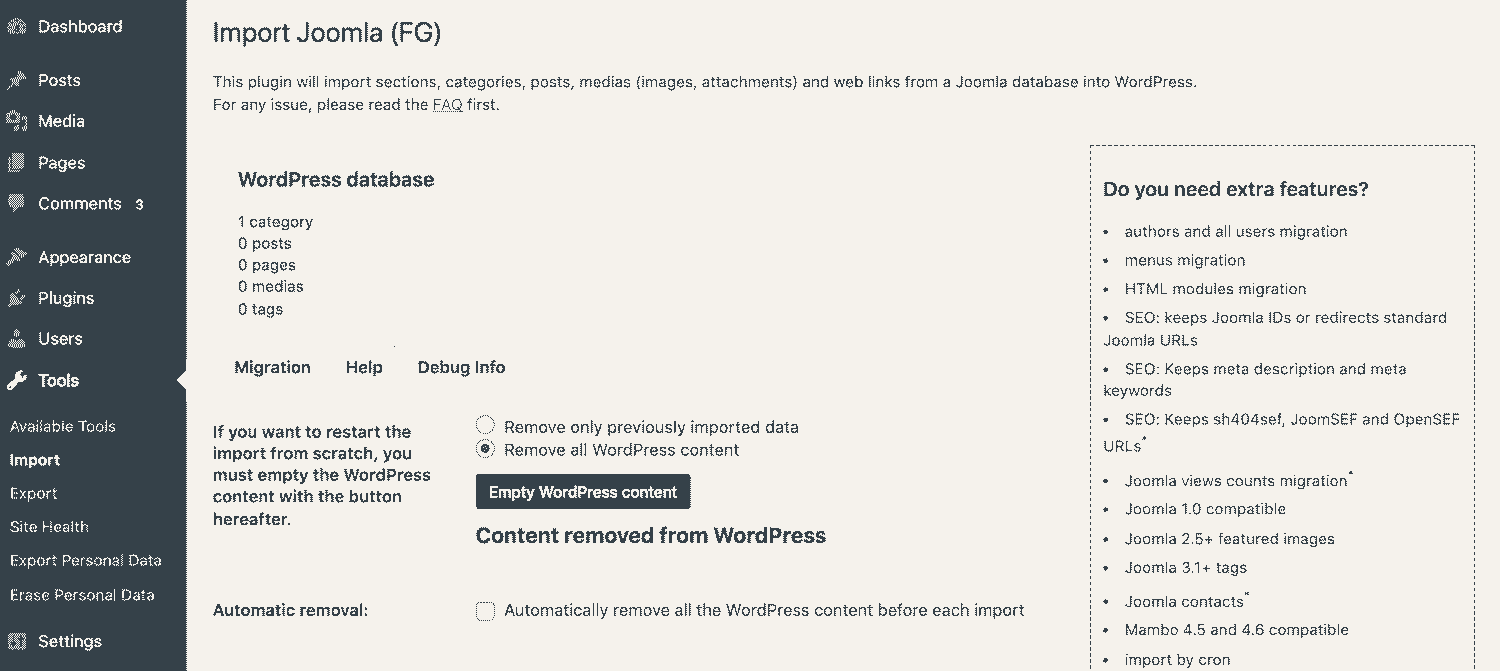 Dashboard
Posts
Media
Pages
Comments 3
Appearance
Plugins
Users
Tools
Available Tools
Import
Export
Site Health
Export Personal Data
Erase Personal Data
Settings
Import Joomla (FG)
This plugin will import sections, categories, posts, medias (images, attachments) and web links from a Joomla database into WordPress.
For any issue, please read the FAQ first.
WordPress database
1 category
0 posts
0 pages
0 medias
0 tags
Migration Help Debug Info
If you want to restart the
import from scratch, you
must empty the WordPress
content with the button
hereafter.
Remove only previously imported data
Remove all WordPress content
Empty WordPress content
Content removed from WordPress
Automatic removal:
Automatically remove all the WordPress content before each import
Do you need extra features?
• authors and all users migration
• menus migration
• HTML modules migration
• SEO: keeps Joomla IDs or redirects standard
Joomla URLs
• SEO: Keeps meta description and meta
keywords
• SEO: Keeps sh404sef, JoomSEF and OpenSEF
URLs*
• Joomla views counts migration*
• Joomla 1.0 compatible
• Joomla 2.5+ featured images
• Joomla 3.1+ tags
• Joomla contacts*
• Mambo 4.5 and 4.6 compatible
• import by cron